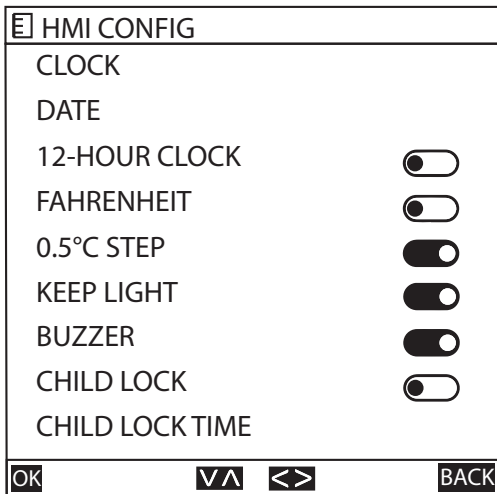 HMI CONFIG
CLOCK
DATE
12-HOUR CLOCK
FAHRENHEIT
0.5°C STEP
KEEP LIGHT
BUZZER
CHILD LOCK
CHILD LOCK TIME
OK ∨∧ <> BACK